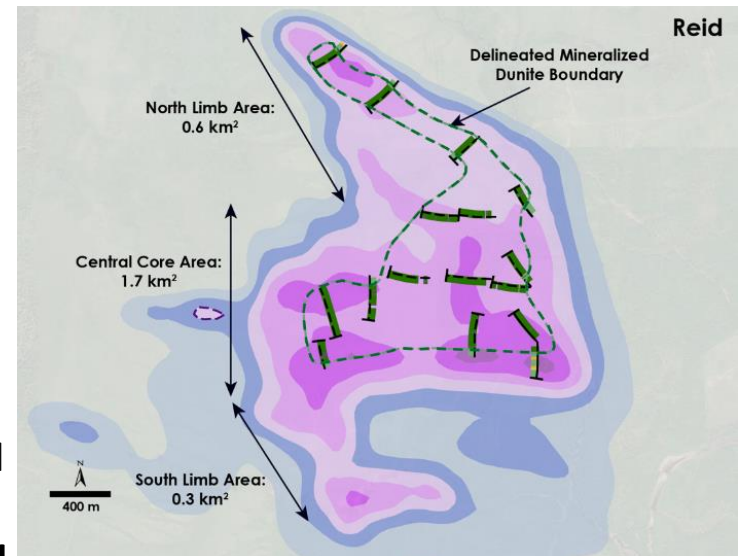 Reid
Delineated Mineralized
Dunite Boundary
North Limb Area:
0.6 km²
Central Core Area:
1.7 km²
South Limb Area:
0.3 km²
N
400 m